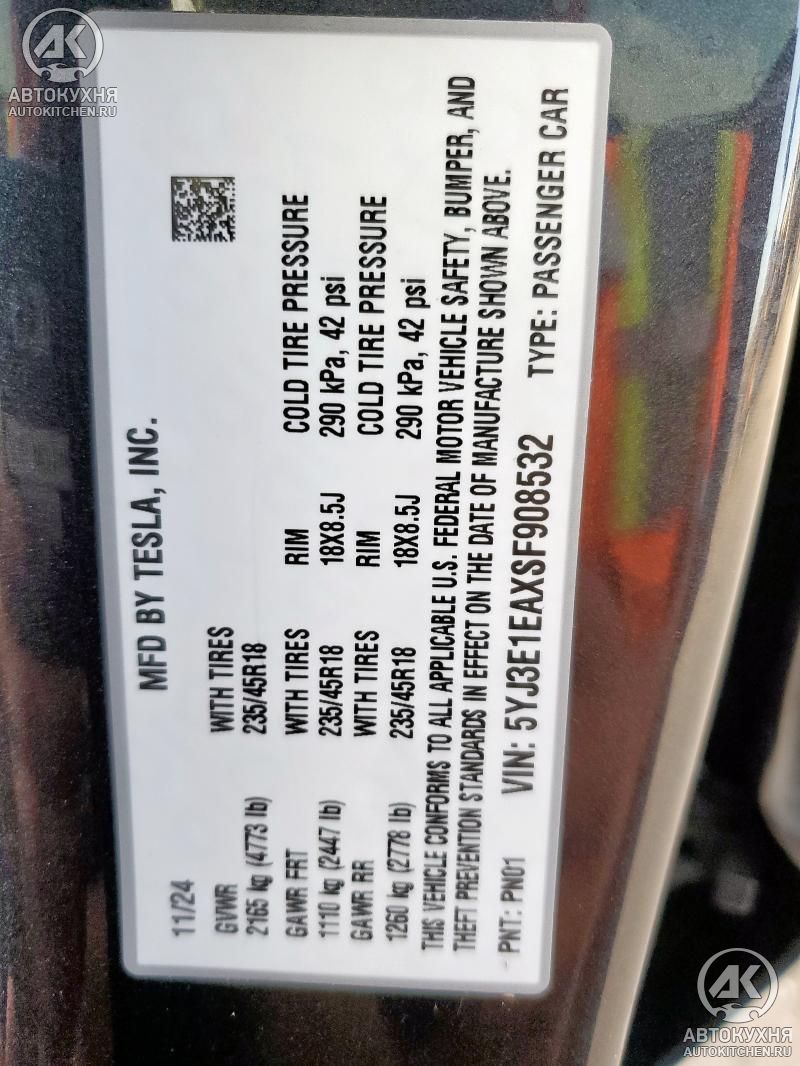 AK
АВТОКУХНЯ
AUTOKITCHEN.RU
MFD BY TESLA, INC.
11/24
GVWR WITH TIRES
2165 kg (4773 lb) 235/45R18
GAWR FRT WITH TIRES RIM COLD TIRE PRESSURE
1110 kg (2447 lb) 235/45R18 18X8.5J 290 kPa, 42 psi
GAWR RR WITH TIRES RIM COLD TIRE PRESSURE
1260 kg (2778 lb) 235/45R18 18X8.5J 290 kPa, 42 psi
THIS VEHICLE CONFORMS TO ALL APPLICABLE U.S. FEDERAL MOTOR VEHICLE SAFETY, BUMPER, AND
THEFT PREVENTION STANDARDS IN EFFECT ON THE DATE OF MANUFACTURE SHOWN ABOVE.
PNT: PN01 VIN: 5YJ3E1EAXSF908532 TYPE: PASSENGER CAR
AK
АВТОКУХНЯ
AUTOKITCHEN.RU